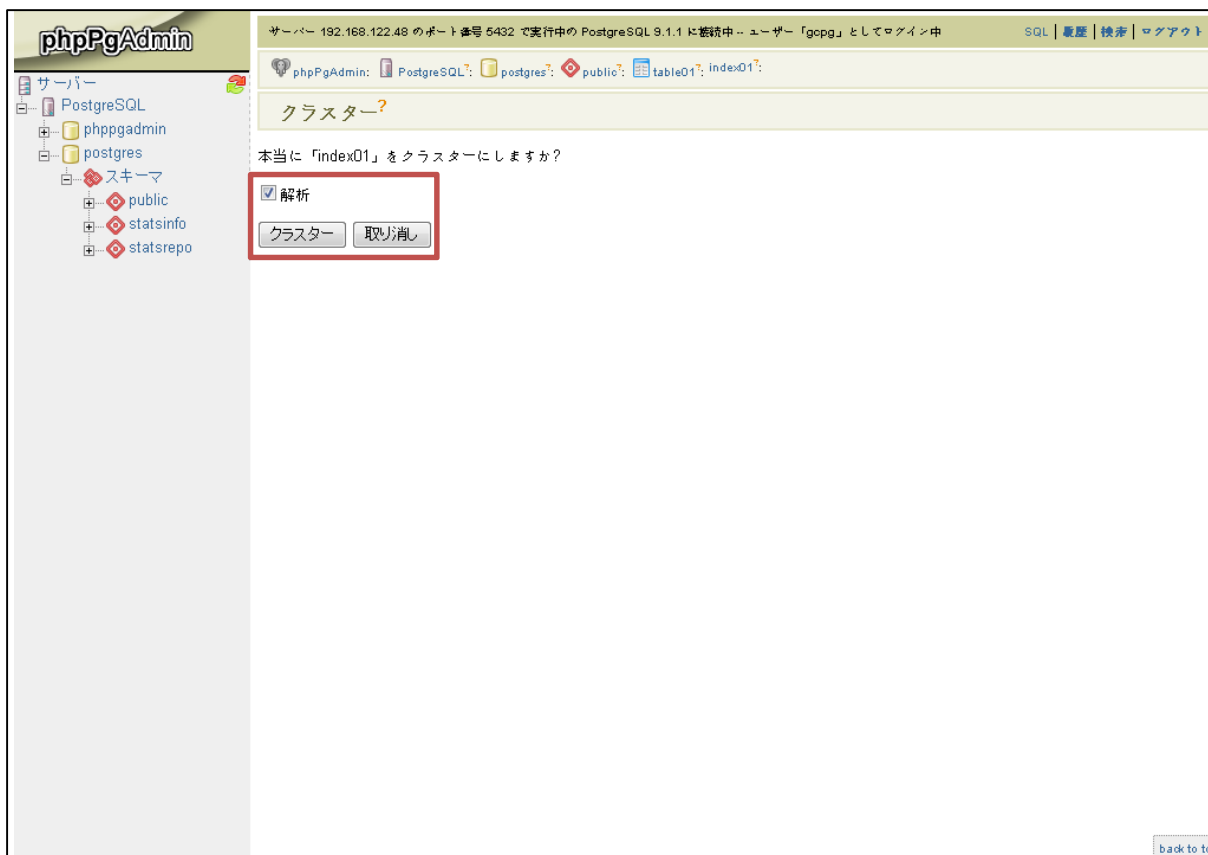 phpPgAdmin
サーバー 192.168.122.48 のポート番号 5432 で実行中の PostgreSQL 9.1.1 に接続中 -- ユーザー 「gopg」としてログイン中
SQL | 履歴 | 検索 | ログアウト
phpPgAdmin: PostgreSQL?: postgres?: public?: table01?: index01?:
サーバー
PostgreSQL
phppgadmin
postgres
スキーマ
public
statsinfo
statsrepo
クラスター?
本当に「index01」をクラスターにしますか?
解析
クラスター 取り消し
back to to